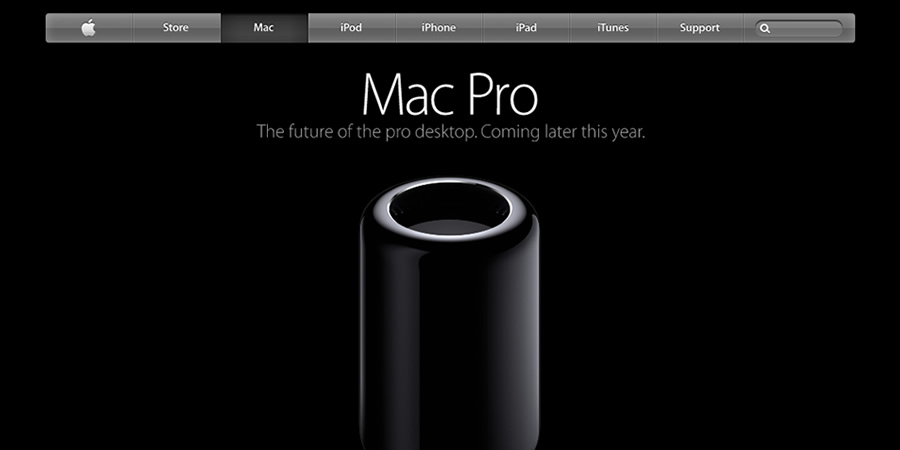 Store Mac iPod iPhone iPad iTunes Support
Mac Pro
The future of the pro desktop. Coming later this year.